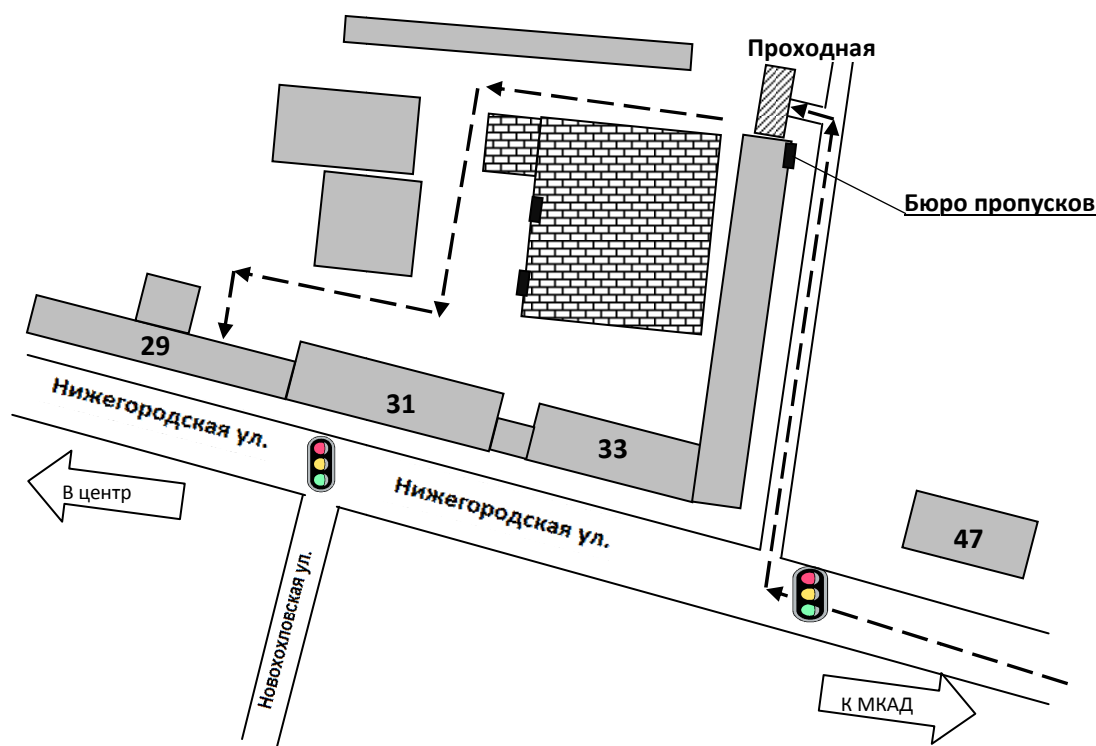 Проходная
Бюро пропусков
29
31
33
47
Нижегородская ул.
Нижегородская ул.
В центр
Новохохловская ул.
К МКАД